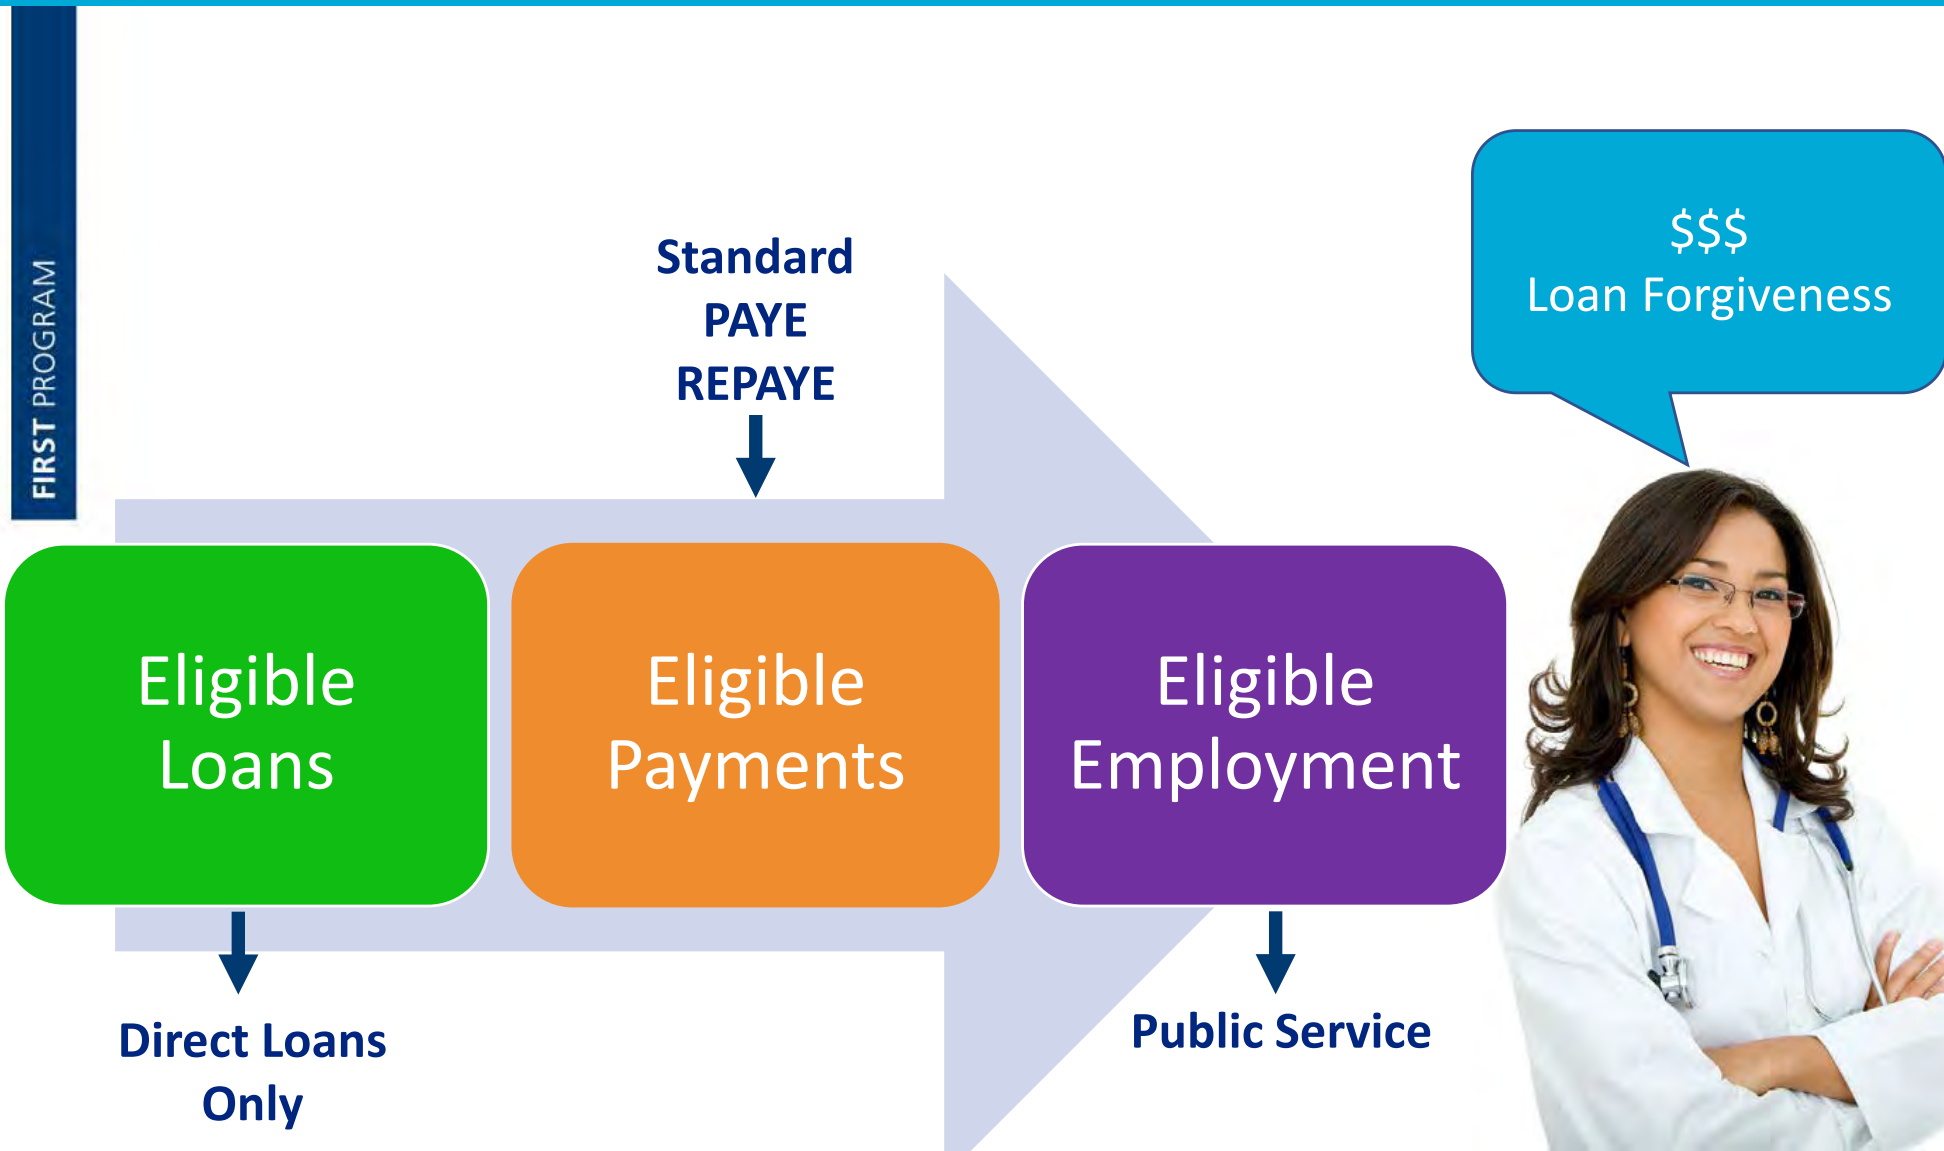 FIRST PROGRAM
$$$
Loan Forgiveness
Standard
PAYE
REPAYE
Eligible
Loans
Eligible
Payments
Eligible
Employment
Direct Loans
Only
Public Service